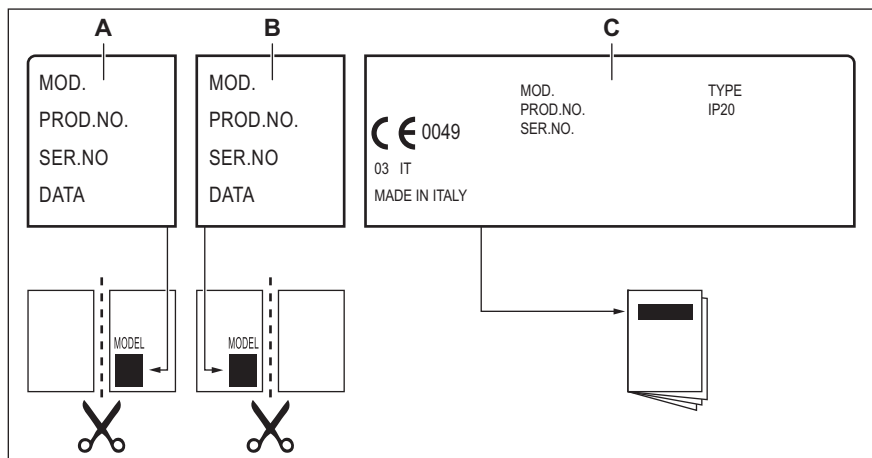 A
B
C
MOD.
PROD.NO.
SER.NO
DATA
MOD.
PROD.NO.
SER.NO
DATA
MOD.
PROD.NO.
SER.NO.
TYPE
IP20
CE 0049
03 IT
MADE IN ITALY
MODEL
MODEL